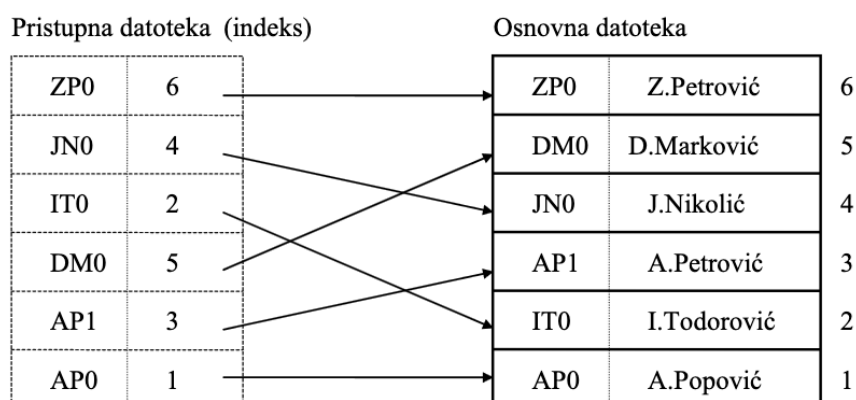 Pristupna datoteka (indeks) Osnovna datoteka
ZP0 6 ZP0 Z.Petrović 6
JN0 4 DM0 D.Marković 5
IT0 2 JN0 J.Nikolić 4
DM0 5 AP1 A.Petrović 3
AP1 3 IT0 I.Todorović 2
AP0 1 AP0 A.Popović 1